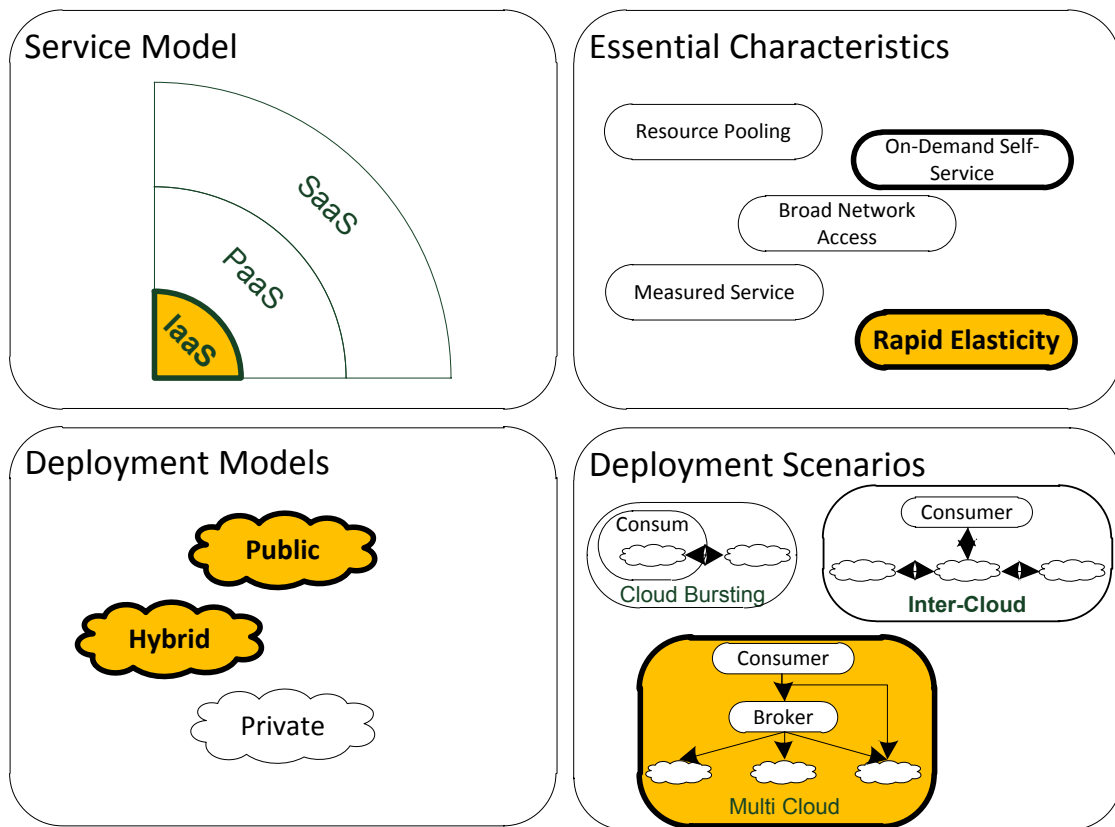 Service Model
SaaS
PaaS
IaaS
Essential Characteristics
Resource Pooling
On-Demand Self-
Service
Broad Network
Access
Measured Service
Rapid Elasticity
Deployment Models
Public
Hybrid
Private
Deployment Scenarios
Consum
Cloud Bursting
Consumer
Inter-Cloud
Consumer
Broker
Multi Cloud